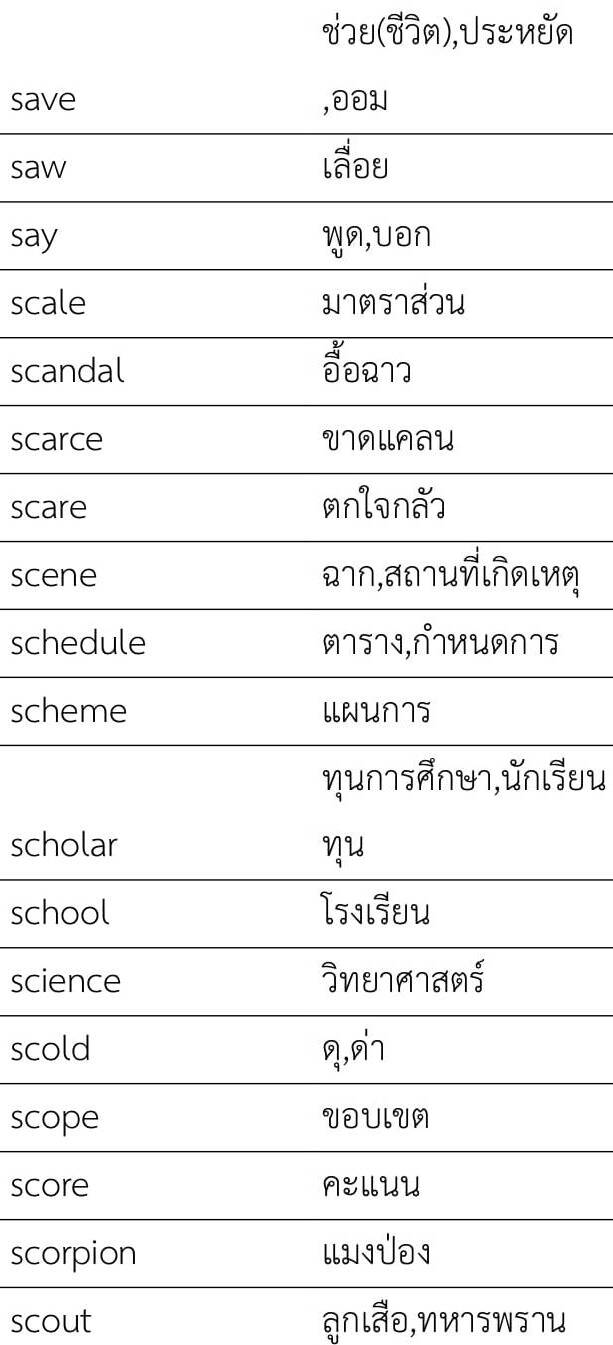 ช่วย(ชีวิต),ประหยัด
save ,ออม
saw เลื่อย
say พูด,บอก
scale มาตราส่วน
scandal อื้อฉาว
scarce ขาดแคลน
scare ตกใจกลัว
scene ฉาก,สถานที่เกิดเหตุ
schedule ตาราง,กำหนดการ
scheme แผนการ
ทุนการศึกษา,นักเรียน
scholar ทุน
school โรงเรียน
science วิทยาศาสตร์
scold ดุ,ด่า
scope ขอบเขต
score คะแนน
scorpion แมงป่อง
scout ลูกเสือ,ทหารพราน